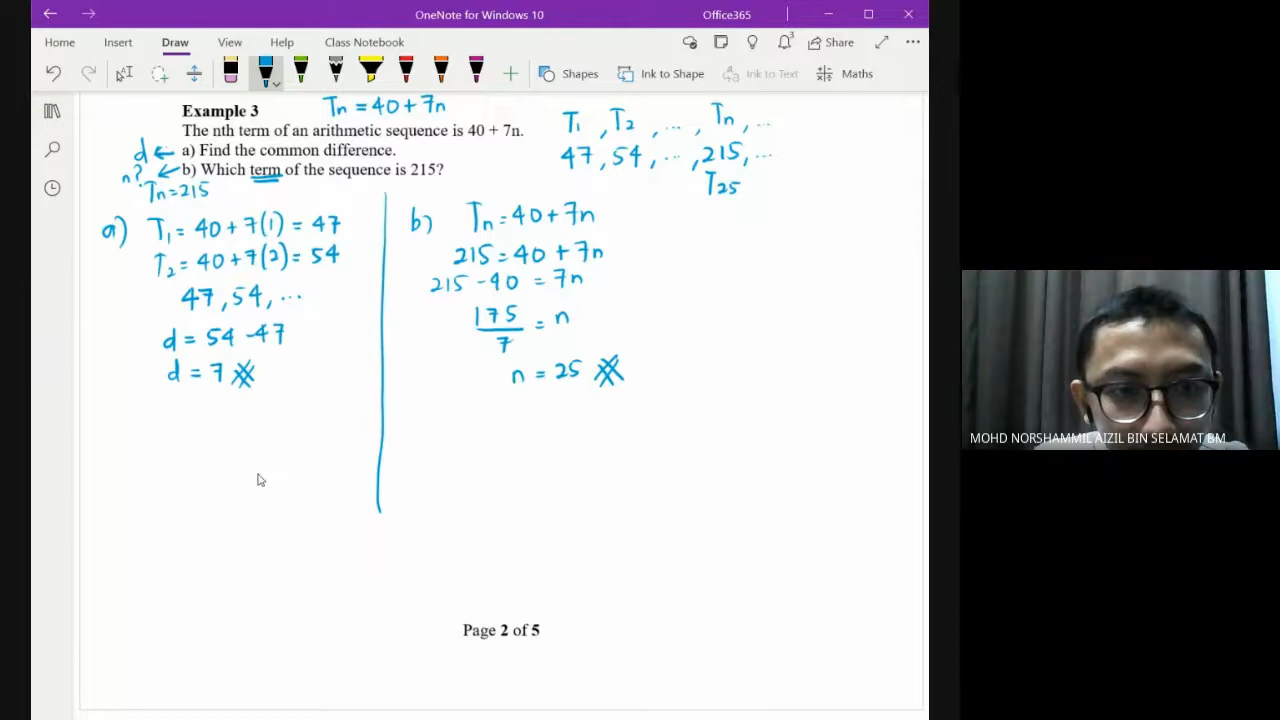 OneNote for Windows 10
Office365
Home Insert Draw View Help Class Notebook
3
Share
Shapes
Ink to Shape
Ink to Text
Maths
Example 3
Tn = 40 + 7n
The nth term of an arithmetic sequence is 40 + 7n.
d ← a) Find the common difference.
n? ← b) Which term of the sequence is 215?
Tn = 215
T1 , T2 , ... , Tn , ...
47 , 54 , ... , 215 , ...
T25
a) T1 = 40 + 7(1) = 47
T2 = 40 + 7(2) = 54
47 , 54 , ...
d = 54 - 47
d = 7
b) Tn = 40 + 7n
215 = 40 + 7n
215 - 40 = 7n
175/7 = n
n = 25
Page 2 of 5
MOHD NORSHAMMIL AIZIL BIN SELAMAT BM